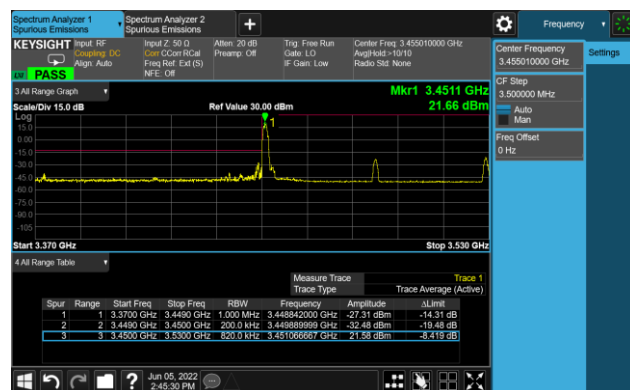 Spectrum Analyzer 1
Spurious Emissions
Spectrum Analyzer 2
Spurious Emissions
+
Frequency
KEYSIGHT
Input: RF
Coupling: DC
Align: Auto
Input Z: 50 Ω
Corr CCorr RCal
Freq Ref: Ext (S)
NFE: Off
Atten: 20 dB
Preamp: Off
Trig: Free Run
Gate: LO
IF Gain: Low
Center Freq: 3.455010000 GHz
Avg|Hold:>10/10
Radio Std: None
PASS
Center Frequency
3.455010000 GHz
Settings
CF Step
3.500000 MHz
Auto
Man
Freq Offset
0 Hz
3 All Range Graph
Mkr1 3.4511 GHz
21.66 dBm
Scale/Div 15.0 dB
Ref Value 30.00 dBm
Log
15.0
0.00
-15.0
-30.0
-45.0
-60.0
-75.0
-90.0
-105
1
Start 3.370 GHz
Stop 3.530 GHz
4 All Range Table
Measure Trace Trace 1
Trace Type Trace Average (Active)
Spur Range Start Freq Stop Freq RBW Frequency Amplitude ΔLimit
1 1 3.3700 GHz 3.4490 GHz 1.000 MHz 3.448842000 GHz -27.31 dBm -14.31 dB
2 2 3.4490 GHz 3.4500 GHz 200.0 kHz 3.449889999 GHz -32.48 dBm -19.48 dB
3 3 3.4500 GHz 3.5300 GHz 820.0 kHz 3.451066667 GHz 21.58 dBm -8.419 dB
?
Jun 05, 2022
2:45:30 PM